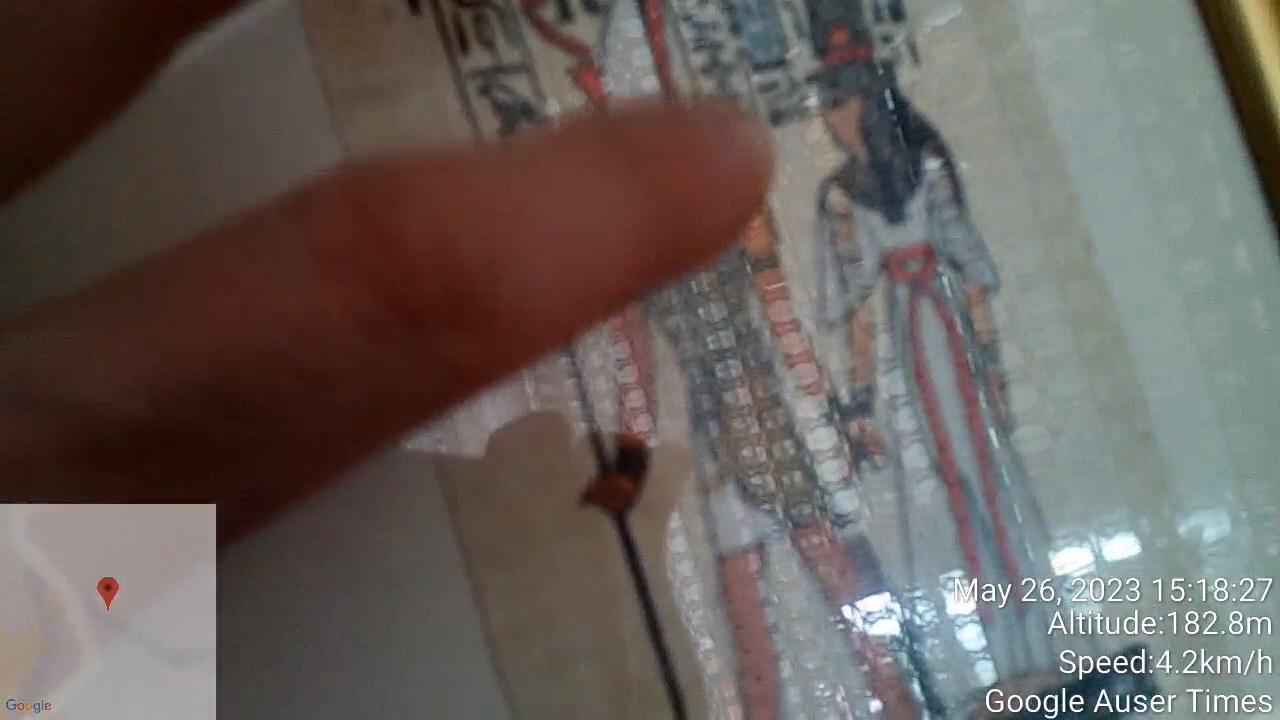 May 26, 2023 15:18:27
Altitude:182.8m
Speed:4.2km/h
Google Auser Times
Google